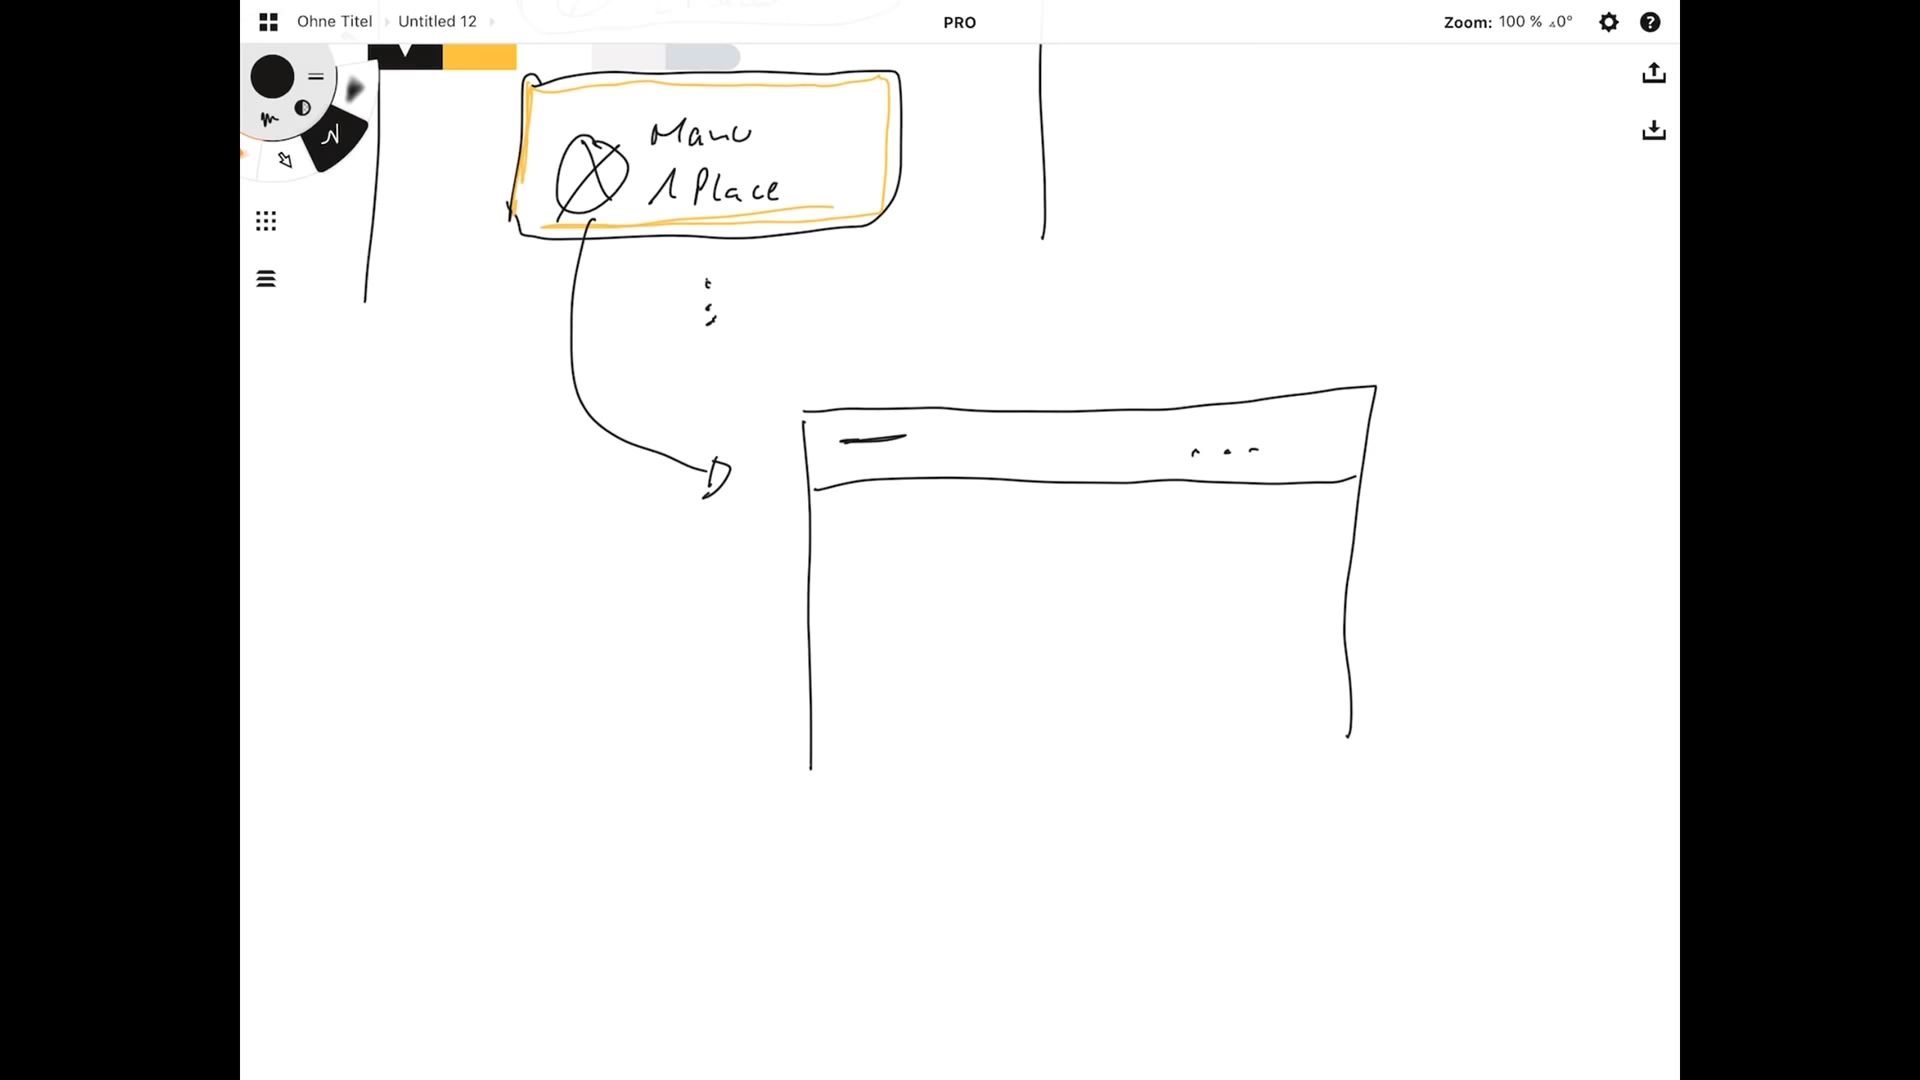 Ohne Titel
Untitled 12
PRO
Zoom: 100 % ⊿0°
Manu
1 Place